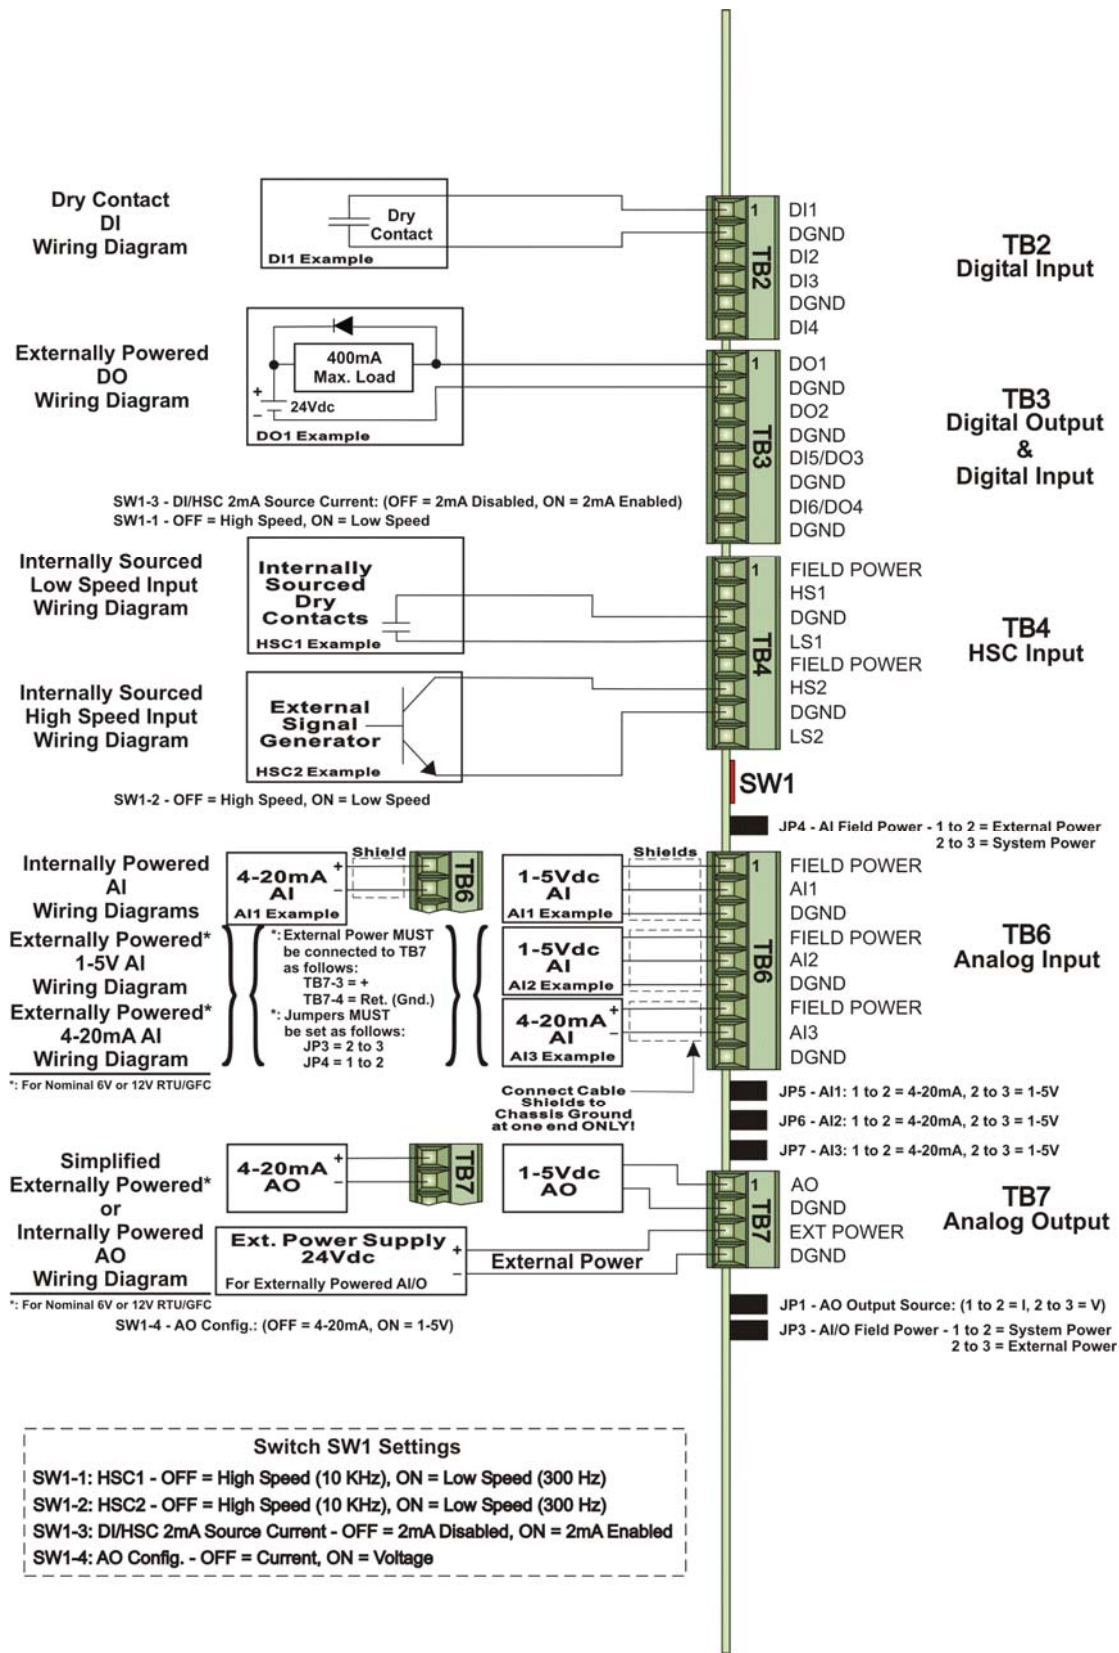 Dry Contact
DI
Wiring Diagram
Dry
Contact
DI1 Example
1
TB2
DI1
DGND
DI2
DI3
DGND
DI4
TB2
Digital Input
Externally Powered
DO
Wiring Diagram
400mA
Max. Load
+
–
24Vdc
DO1 Example
1
TB3
DO1
DGND
DO2
DGND
DI5/DO3
DGND
DI6/DO4
DGND
TB3
Digital Output
&
Digital Input
SW1-3 - DI/HSC 2mA Source Current: (OFF = 2mA Disabled, ON = 2mA Enabled)
SW1-1 - OFF = High Speed, ON = Low Speed
Internally Sourced
Low Speed Input
Wiring Diagram
Internally
Sourced
Dry
Contacts
HSC1 Example
Internally Sourced
High Speed Input
Wiring Diagram
External
Signal
Generator
HSC2 Example
1
TB4
FIELD POWER
HS1
DGND
LS1
FIELD POWER
HS2
DGND
LS2
TB4
HSC Input
SW1-2 - OFF = High Speed, ON = Low Speed
SW1
JP4 - AI Field Power - 1 to 2 = External Power
2 to 3 = System Power
Internally Powered
AI
Wiring Diagrams
4-20mA
AI
+
–
AI1 Example
Shield
TB6
1-5Vdc
AI
AI1 Example
Shields
Externally Powered*
1-5V AI
Wiring Diagram
Externally Powered*
4-20mA AI
Wiring Diagram
*: For Nominal 6V or 12V RTU/GFC
*: External Power MUST
be connected to TB7
as follows:
TB7-3 = +
TB7-4 = Ret. (Gnd.)
*: Jumpers MUST
be set as follows:
JP3 = 2 to 3
JP4 = 1 to 2
1-5Vdc
AI
AI2 Example
4-20mA
AI
+
–
AI3 Example
Connect Cable
Shields to
Chassis Ground
at one end ONLY!
1
TB6
FIELD POWER
AI1
DGND
FIELD POWER
AI2
DGND
FIELD POWER
AI3
DGND
TB6
Analog Input
JP5 - AI1: 1 to 2 = 4-20mA, 2 to 3 = 1-5V
JP6 - AI2: 1 to 2 = 4-20mA, 2 to 3 = 1-5V
JP7 - AI3: 1 to 2 = 4-20mA, 2 to 3 = 1-5V
Simplified
Externally Powered*
or
Internally Powered
AO
Wiring Diagram
*: For Nominal 6V or 12V RTU/GFC
4-20mA
AO
+
–
TB7
1-5Vdc
AO
Ext. Power Supply
24Vdc
For Externally Powered AI/O
+
–
External Power
1
TB7
AO
DGND
EXT POWER
DGND
TB7
Analog Output
SW1-4 - AO Config.: (OFF = 4-20mA, ON = 1-5V)
JP1 - AO Output Source: (1 to 2 = I, 2 to 3 = V)
JP3 - AI/O Field Power - 1 to 2 = System Power
2 to 3 = External Power
Switch SW1 Settings
SW1-1: HSC1 - OFF = High Speed (10 KHz), ON = Low Speed (300 Hz)
SW1-2: HSC2 - OFF = High Speed (10 KHz), ON = Low Speed (300 Hz)
SW1-3: DI/HSC 2mA Source Current - OFF = 2mA Disabled, ON = 2mA Enabled
SW1-4: AO Config. - OFF = Current, ON = Voltage